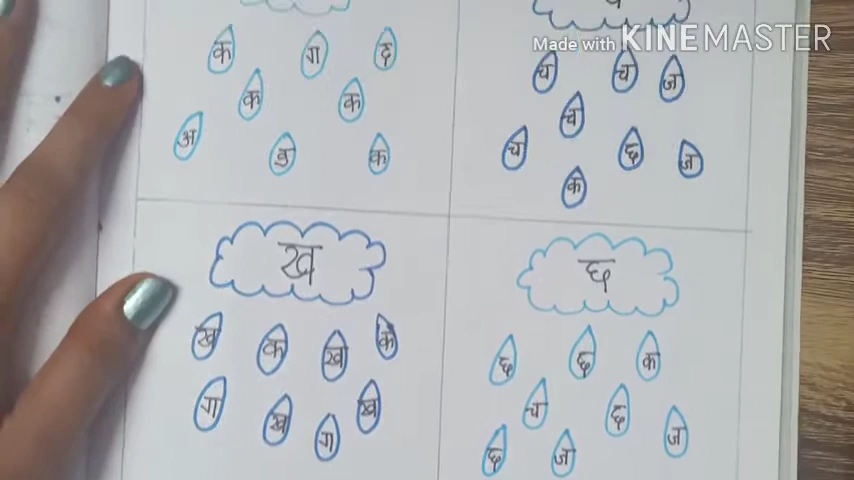 Made with KINEMASTER
क ग द
क क
अ इ क
च च ज
च
च छ ज
क
ख
ख क ख क
ग ख ग ख
छ
छ छ क
च छ ज
छ ज